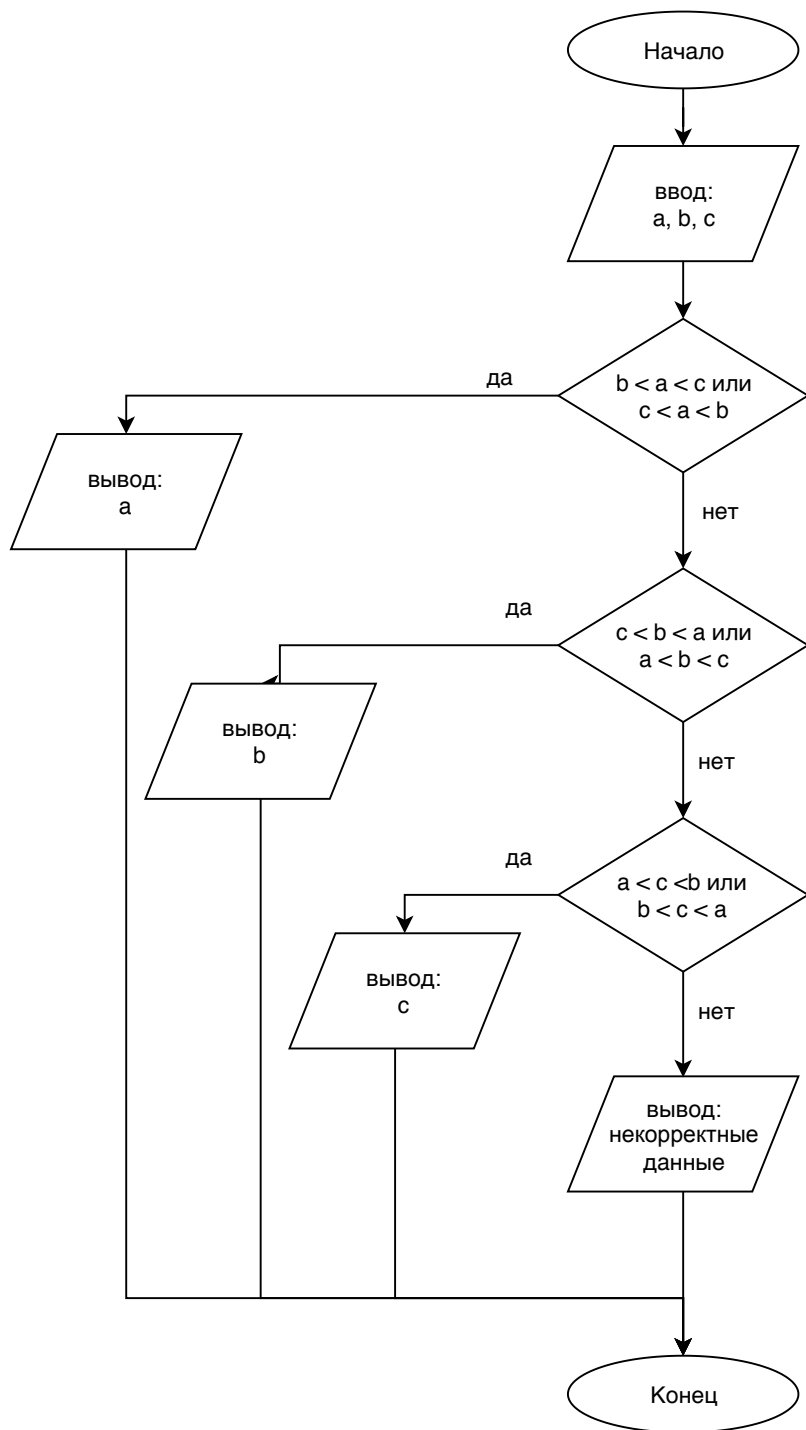 Начало
ввод:
a, b, c
да
b < a < c или
c < a < b
вывод:
a
нет
да
c < b < a или
a < b < c
вывод:
b
нет
да
a < c <b или
b < c < a
вывод:
c
нет
вывод:
некорректные
данные
Конец